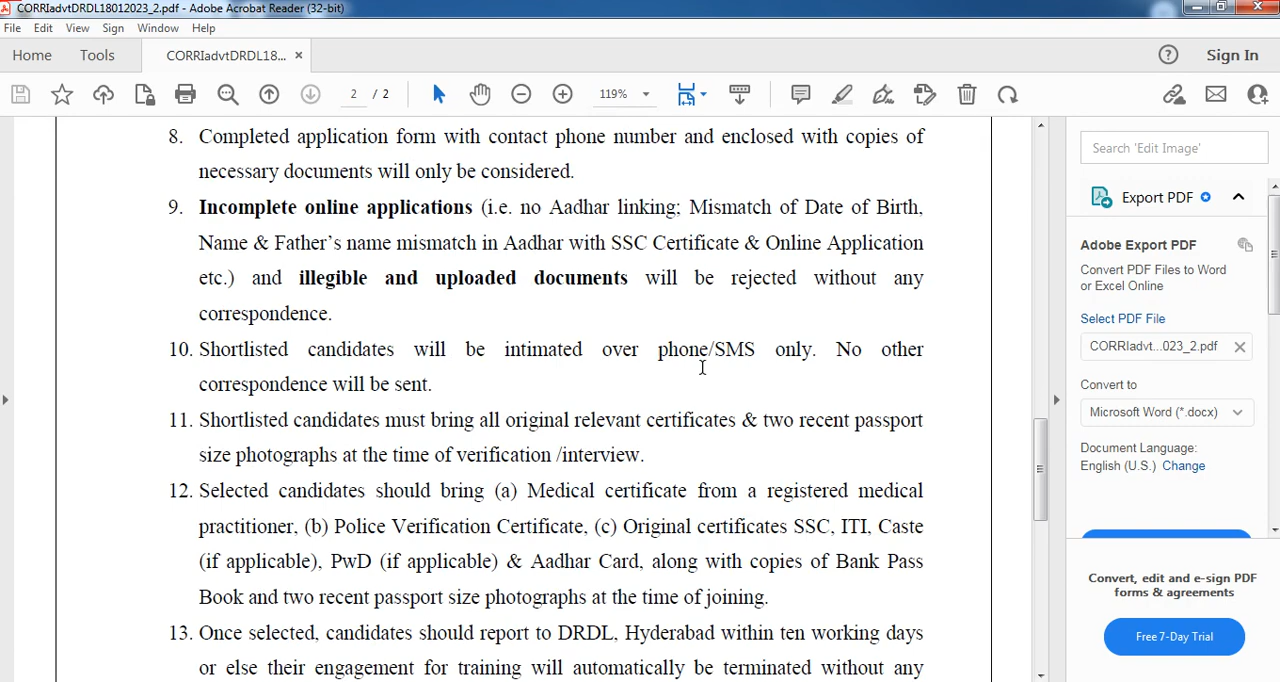 CORRIadvtDRDL18012023_2.pdf - Adobe Acrobat Reader (32-bit)
File Edit View Sign Window Help
Home Tools CORRIadvtDRDL18... × Sign In
2 / 2 119%
8. Completed application form with contact phone number and enclosed with copies of
necessary documents will only be considered.
9. Incomplete online applications (i.e. no Aadhar linking; Mismatch of Date of Birth,
Name & Father’s name mismatch in Aadhar with SSC Certificate & Online Application
etc.) and illegible and uploaded documents will be rejected without any
correspondence.
10. Shortlisted candidates will be intimated over phone/SMS only. No other
correspondence will be sent.
11. Shortlisted candidates must bring all original relevant certificates & two recent passport
size photographs at the time of verification /interview.
12. Selected candidates should bring (a) Medical certificate from a registered medical
practitioner, (b) Police Verification Certificate, (c) Original certificates SSC, ITI, Caste
(if applicable), PwD (if applicable) & Aadhar Card, along with copies of Bank Pass
Book and two recent passport size photographs at the time of joining.
13. Once selected, candidates should report to DRDL, Hyderabad within ten working days
or else their engagement for training will automatically be terminated without any
Search 'Edit Image'
Export PDF
Adobe Export PDF
Convert PDF Files to Word
or Excel Online
Select PDF File
CORRIadvt...023_2.pdf
Convert to
Microsoft Word (*.docx)
Document Language:
English (U.S.) Change
Convert, edit and e-sign PDF
forms & agreements
Free 7-Day Trial